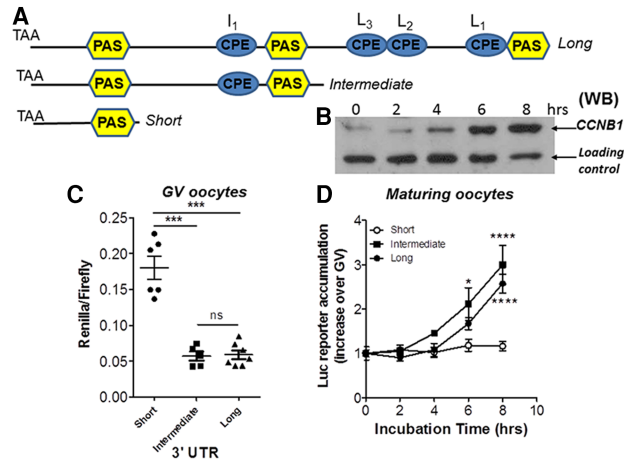 A
I1 L3 L2 L1
TAA PAS CPE PAS CPE CPE CPE PAS Long
TAA PAS CPE PAS Intermediate
TAA PAS Short
B
0 2 4 6 8 hrs (WB)
CCNB1
Loading control
C
GV oocytes
***
***
ns
Renilla/Firefly
0.25
0.20
0.15
0.10
0.05
0.00
Short Intermediate Long
3' UTR
D
Maturing oocytes
Short
Intermediate
Long
****
*
****
Luc reporter accumulation
(Increase over GV)
4
3
2
1
0
0 2 4 6 8 10
Incubation Time (hrs)